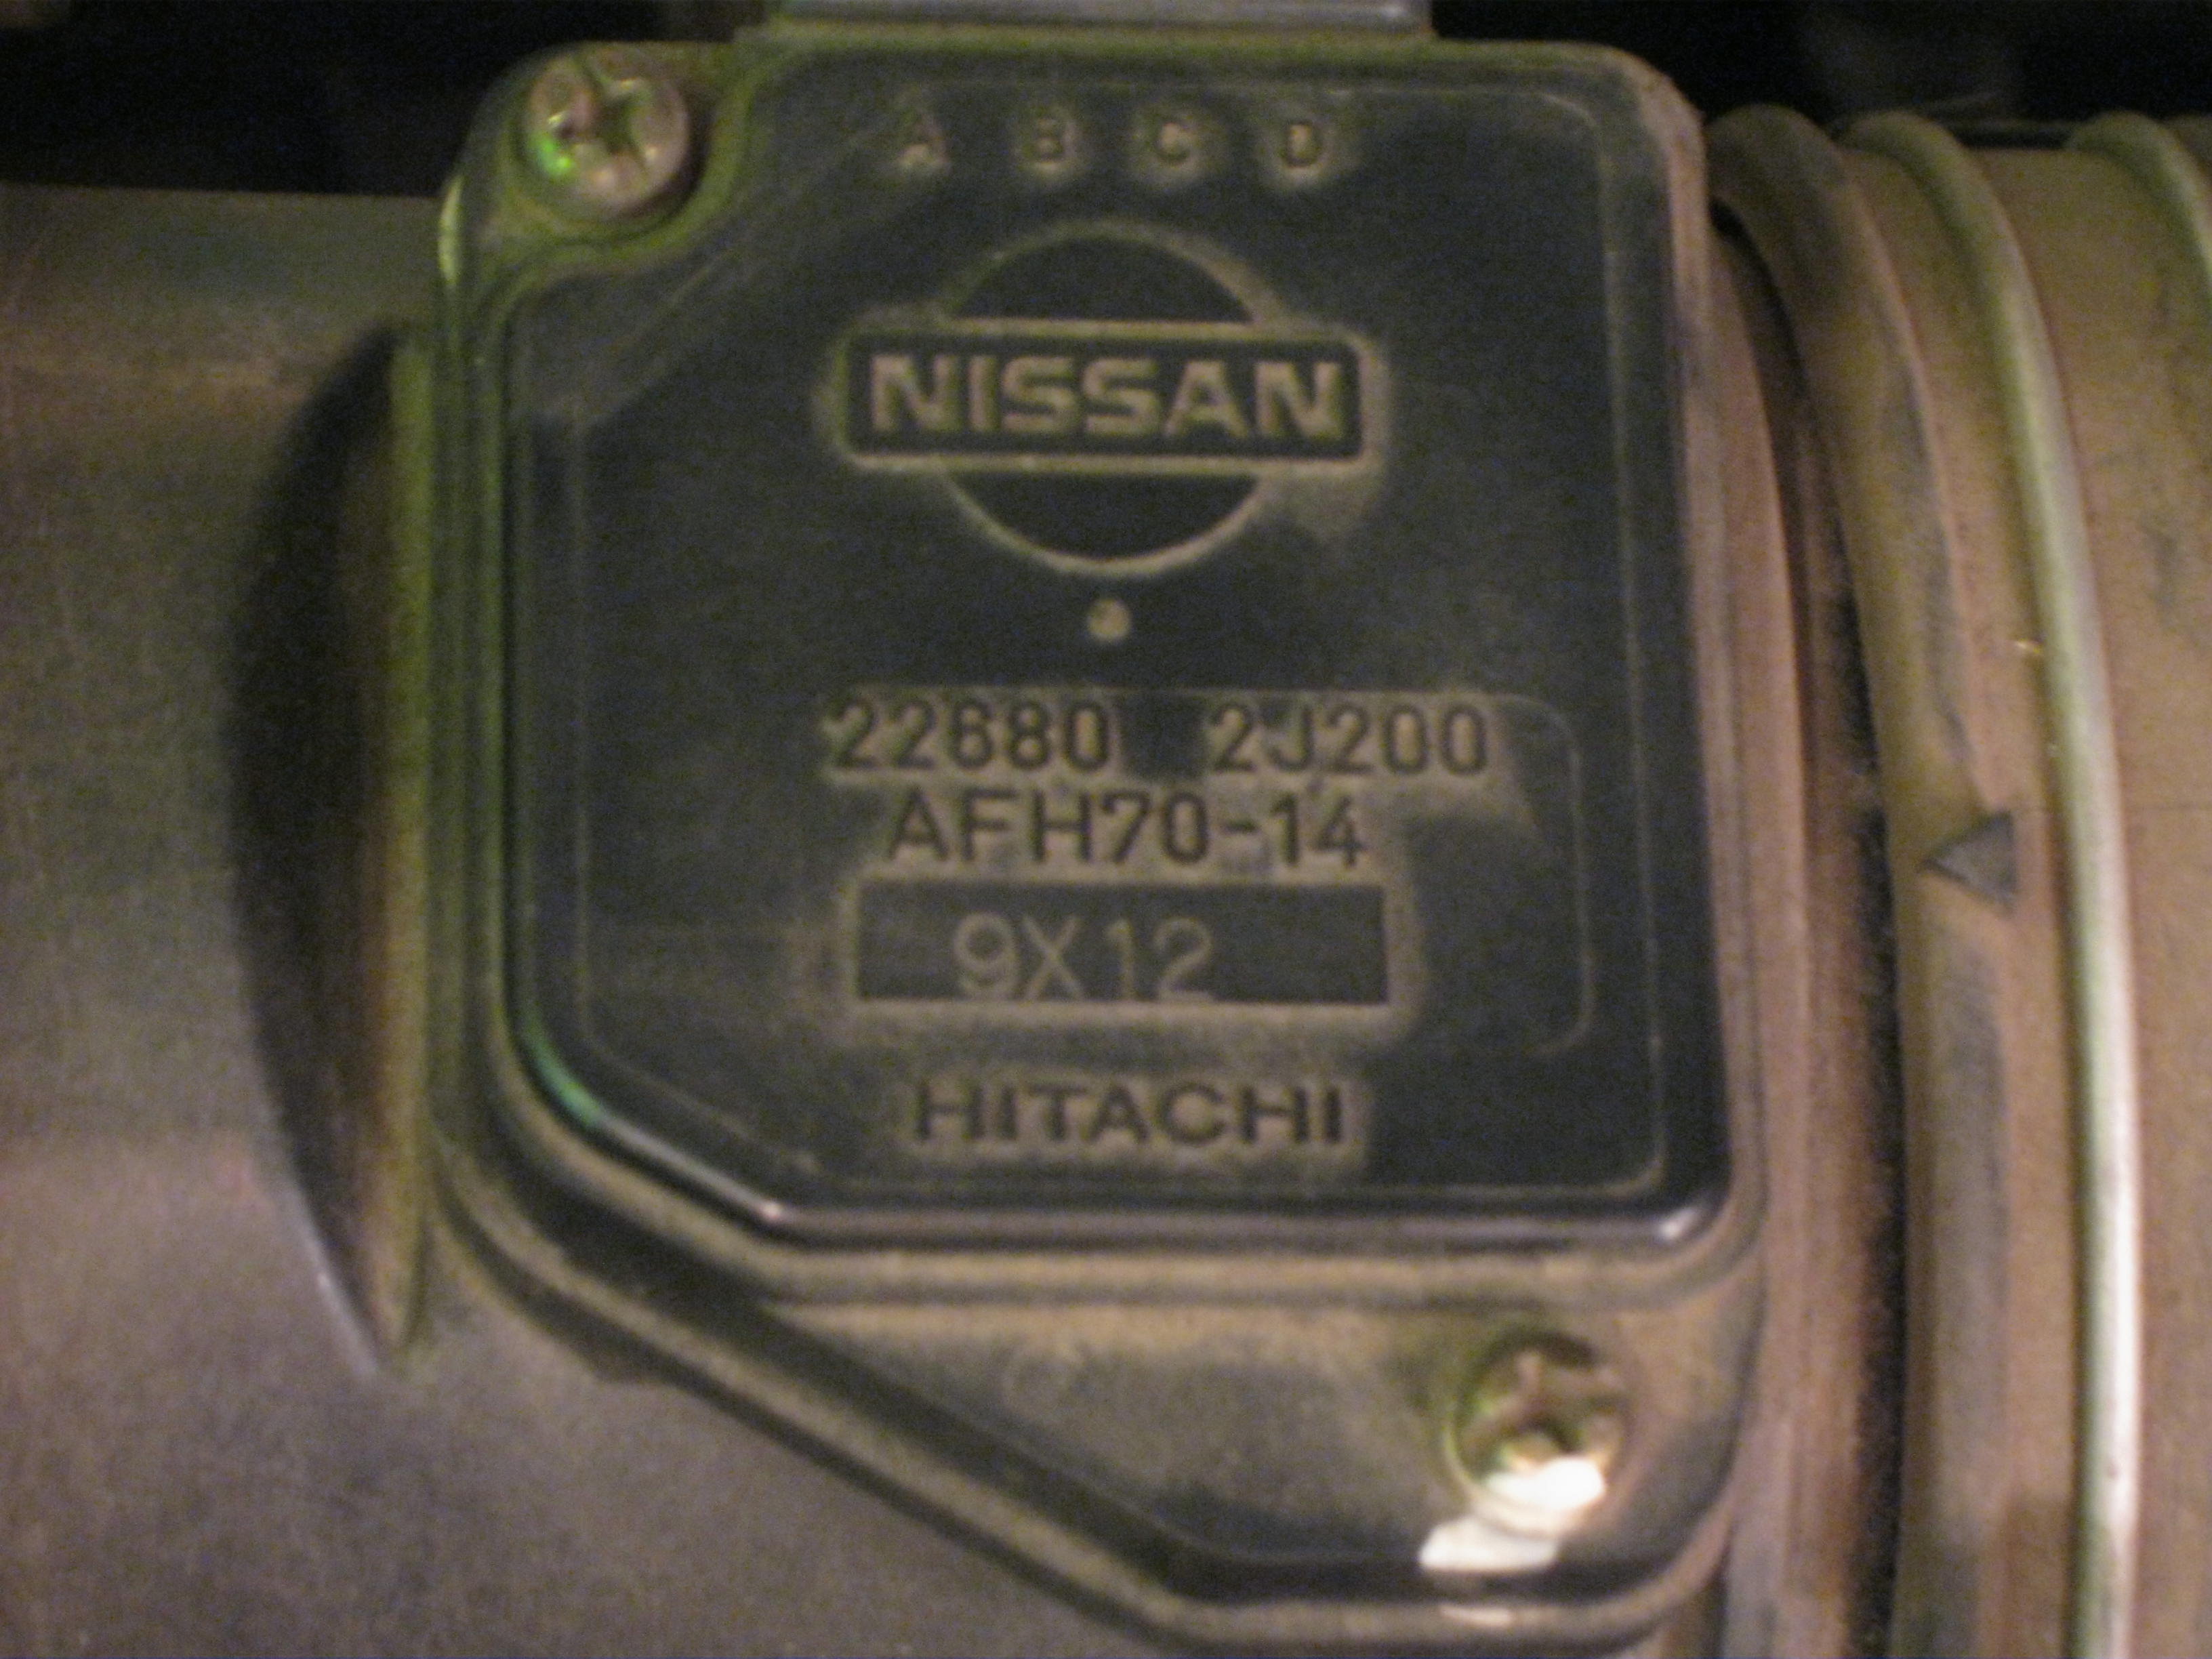 A B C D
NISSAN
22680 2J200
AFH70-14
9X12
HITACHI